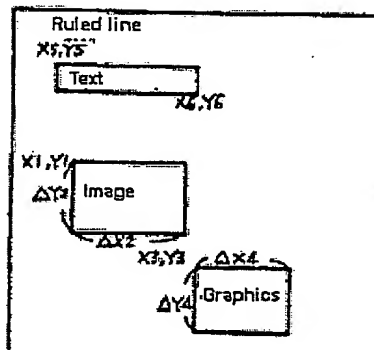 Ruled line
X5,Y5
Text
X6,Y6
X1,Y1
ΔY2
Image
ΔX2
X3,Y3
ΔX4
ΔY4
Graphics